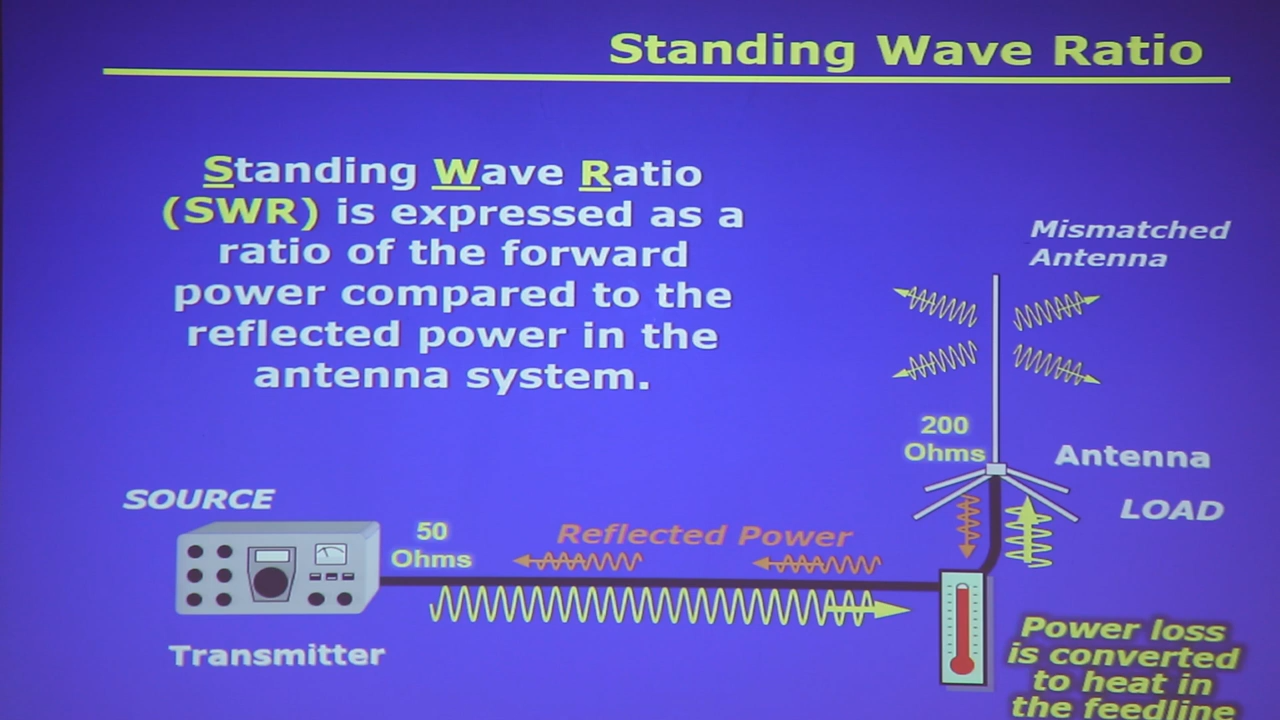 Standing Wave Ratio
Standing Wave Ratio
(SWR) is expressed as a
ratio of the forward
power compared to the
reflected power in the
antenna system.
Mismatched
Antenna
200
Ohms
Antenna
LOAD
SOURCE
50
Ohms
Reflected Power
Transmitter
Power loss
is converted
to heat in
the feedline